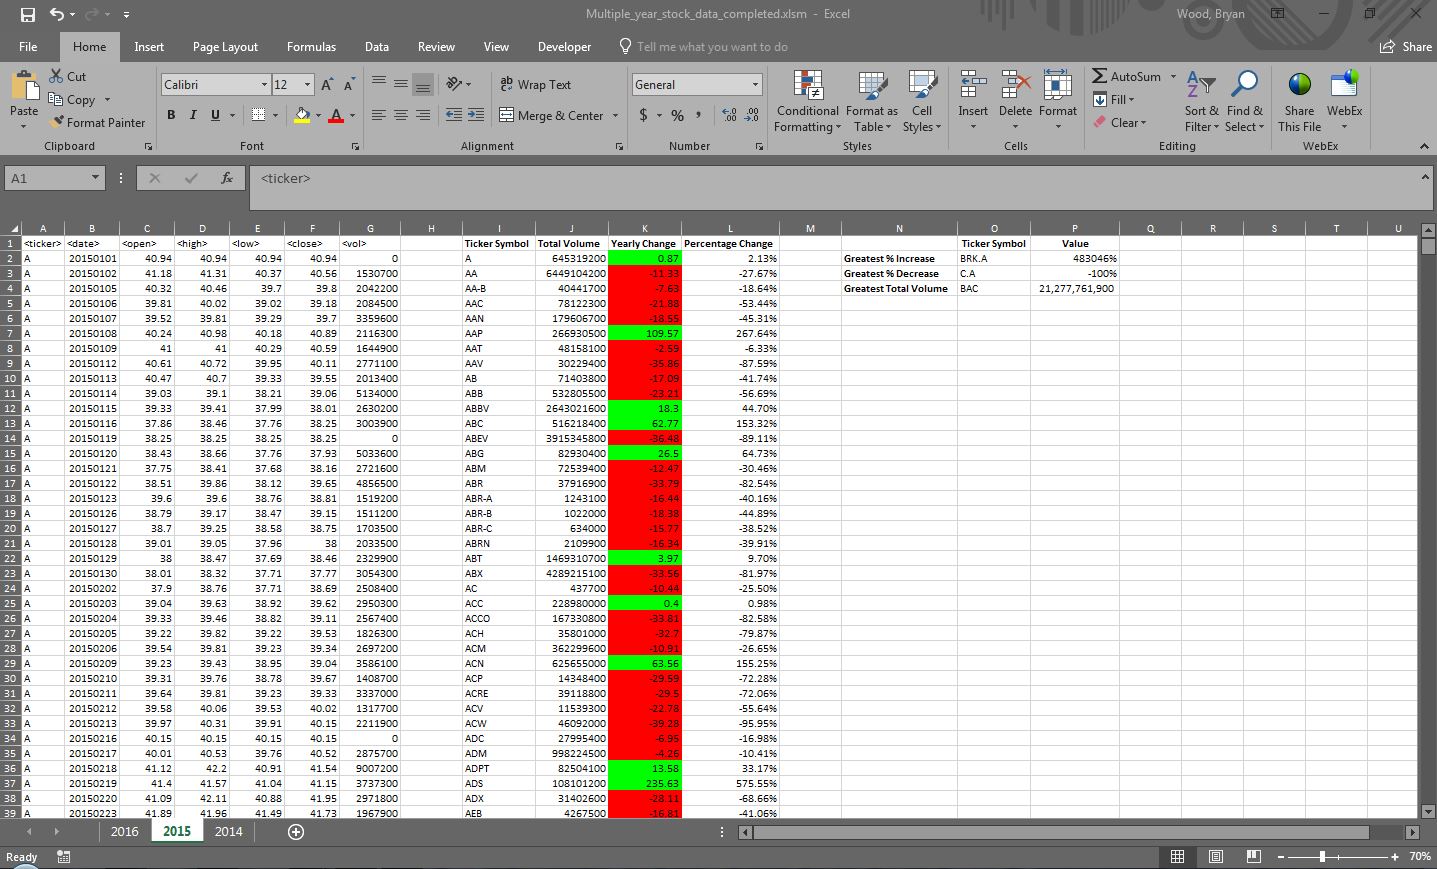 Multiple_year_stock_data_completed.xlsm - Excel Wood, Bryan
File Home Insert Page Layout Formulas Data Review View Developer Tell me what you want to do Share
Cut
Copy
Format Painter
Paste
Calibri 12
B I U
Wrap Text
Merge & Center
General
$ % ,
Conditional Formatting Format as Table Cell Styles
Insert Delete Format
AutoSum
Fill
Clear
Sort & Filter Find & Select
Share This File WebEx
Clipboard Font Alignment Number Styles Cells Editing WebEx
A1 fx <ticker>
A B C D E F G H I J K L M N O P Q R S T U
1 <ticker> <date> <open> <high> <low> <close> <vol> Ticker Symbol Total Volume Yearly Change Percentage Change Ticker Symbol Value
2 A 20150101 40.94 40.94 40.94 40.94 0 A 645319200 0.87 2.13% Greatest % Increase BRK.A 483046%
3 A 20150102 41.18 41.31 40.37 40.56 1530700 AA 6449104200 -11.33 -27.67% Greatest % Decrease C.A -100%
4 A 20150105 40.32 40.46 39.7 39.8 2042200 AA-B 40441700 -7.63 -18.64% Greatest Total Volume BAC 21,277,761,900
5 A 20150106 39.81 40.02 39.02 39.18 2084500 AAC 78122300 -21.88 -53.44%
6 A 20150107 39.52 39.81 39.29 39.7 3359600 AAN 179606700 -18.55 -45.31%
7 A 20150108 40.24 40.98 40.18 40.89 2116300 AAP 266930500 109.57 267.64%
8 A 20150109 41 41 40.29 40.59 1644900 AAT 48158100 -2.59 -6.33%
9 A 20150112 40.61 40.72 39.95 40.11 2771100 AAV 30229400 -35.86 -87.59%
10 A 20150113 40.47 40.7 39.33 39.55 2013400 AB 71403800 -17.09 -41.74%
11 A 20150114 39.03 39.1 38.21 39.06 5134000 ABB 532805500 -23.21 -56.69%
12 A 20150115 39.33 39.41 37.99 38.01 2630200 ABBV 2643021600 18.3 44.70%
13 A 20150116 37.86 38.46 37.76 38.25 3003900 ABC 516218400 62.77 153.32%
14 A 20150119 38.25 38.25 38.25 38.25 0 ABEV 3915345800 -36.48 -89.11%
15 A 20150120 38.43 38.66 37.76 37.93 5033600 ABG 82930400 26.5 64.73%
16 A 20150121 37.75 38.41 37.68 38.16 2721600 ABM 72539400 -12.47 -30.46%
17 A 20150122 38.51 39.86 38.12 39.65 4856500 ABR 37916900 -33.79 -82.54%
18 A 20150123 39.6 39.6 38.76 38.81 1519200 ABR-A 1243100 -16.44 -40.16%
19 A 20150126 38.79 39.17 38.47 39.15 1511200 ABR-B 1022000 -18.38 -44.89%
20 A 20150127 38.7 39.25 38.58 38.75 1703500 ABR-C 634000 -15.77 -38.52%
21 A 20150128 39.01 39.05 37.96 38 2033500 ABRN 2109900 -16.34 -39.91%
22 A 20150129 38 38.47 37.69 38.46 2329900 ABT 1469310700 3.97 9.70%
23 A 20150130 38.01 38.32 37.71 37.77 3054300 ABX 4289215100 -33.56 -81.97%
24 A 20150202 37.9 38.76 37.71 38.69 2508400 AC 437700 -10.44 -25.50%
25 A 20150203 39.04 39.63 38.92 39.62 2950300 ACC 228980000 0.4 0.98%
26 A 20150204 39.33 39.46 38.82 39.11 2567400 ACCO 167330800 -33.81 -82.58%
27 A 20150205 39.22 39.82 39.22 39.53 1826300 ACH 35801000 -32.7 -79.87%
28 A 20150206 39.54 39.81 39.23 39.34 2697200 ACM 362299600 -10.91 -26.65%
29 A 20150209 39.23 39.43 38.95 39.04 3586100 ACN 625655000 63.56 155.25%
30 A 20150210 39.31 39.76 38.78 39.67 1408700 ACP 14348400 -29.59 -72.28%
31 A 20150211 39.64 39.81 39.23 39.33 3337000 ACRE 39118800 -29.5 -72.06%
32 A 20150212 39.58 40.06 39.53 40.02 1317700 ACV 11539300 -22.78 -55.64%
33 A 20150213 39.97 40.31 39.91 40.15 2211900 ACW 46092000 -39.28 -95.95%
34 A 20150216 40.15 40.15 40.15 40.15 0 ADC 27995400 -6.95 -16.98%
35 A 20150217 40.01 40.53 39.76 40.52 2875700 ADM 998224500 -4.26 -10.41%
36 A 20150218 41.12 42.2 40.91 41.54 9007200 ADPT 82504100 13.58 33.17%
37 A 20150219 41.4 41.57 41.04 41.15 3737300 ADS 108101200 235.63 575.55%
38 A 20150220 41.09 42.11 40.88 41.95 2971800 ADX 31402600 -28.11 -68.66%
39 A 20150223 41.89 41.96 41.49 41.73 1967900 AEB 4267500 -16.81 -41.06%
2016 2015 2014
Ready 70%